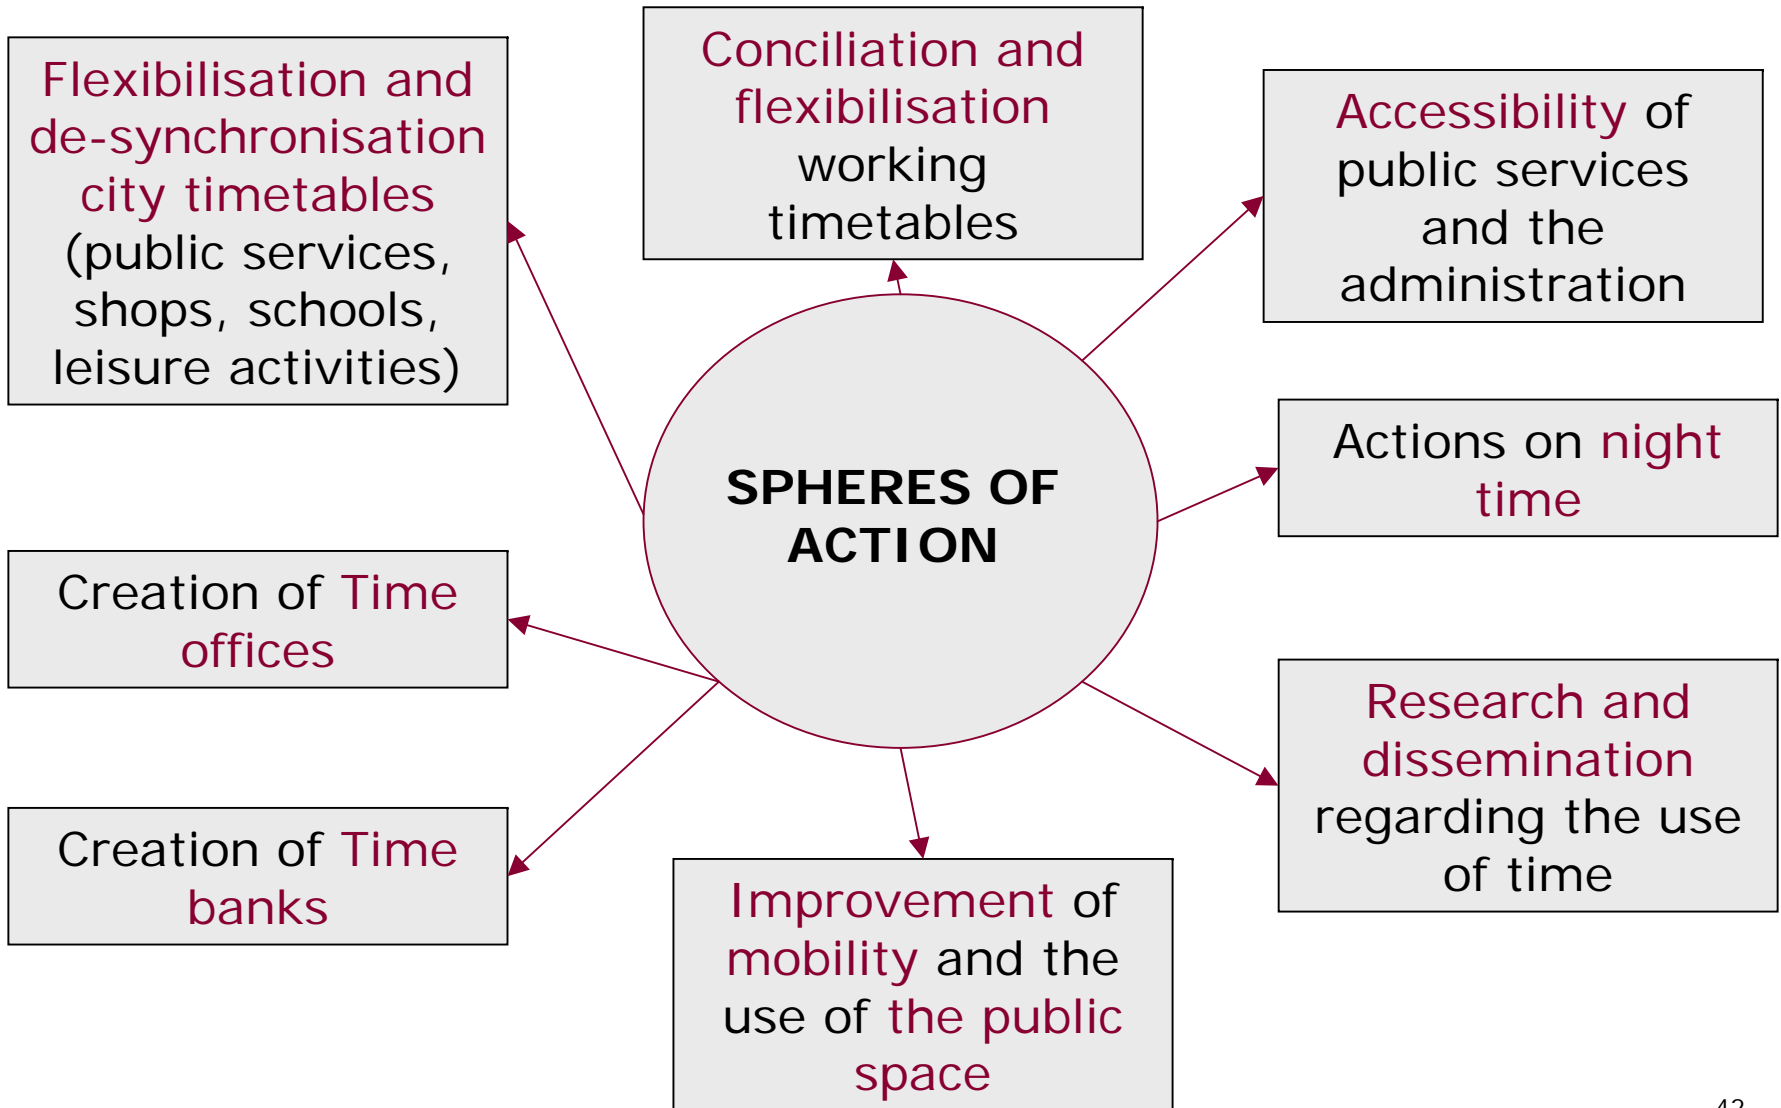 Flexibilisation and
de-synchronisation
city timetables
(public services,
shops, schools,
leisure activities)
Conciliation and
flexibilisation
working
timetables
Accessibility of
public services
and the
administration
SPHERES OF
ACTION
Actions on night
time
Creation of Time
offices
Research and
dissemination
regarding the use
of time
Creation of Time
banks
Improvement of
mobility and the
use of the public
space
42